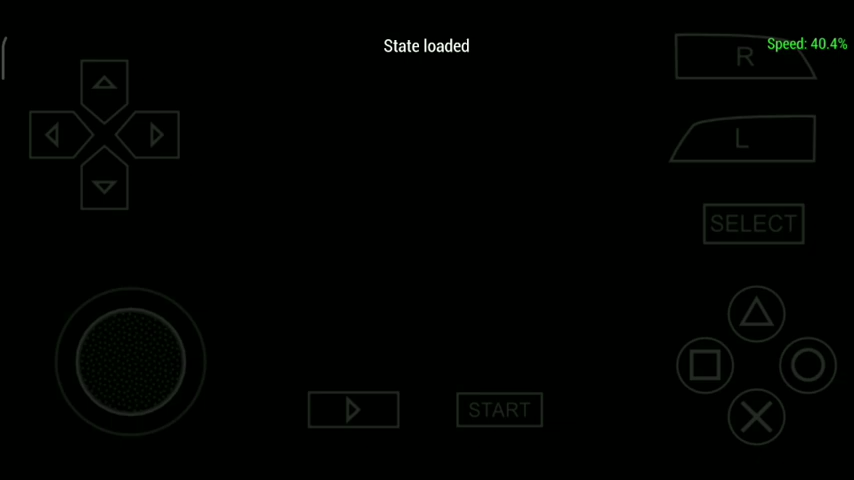 State loaded
Speed: 40.4%
R
L
SELECT
START